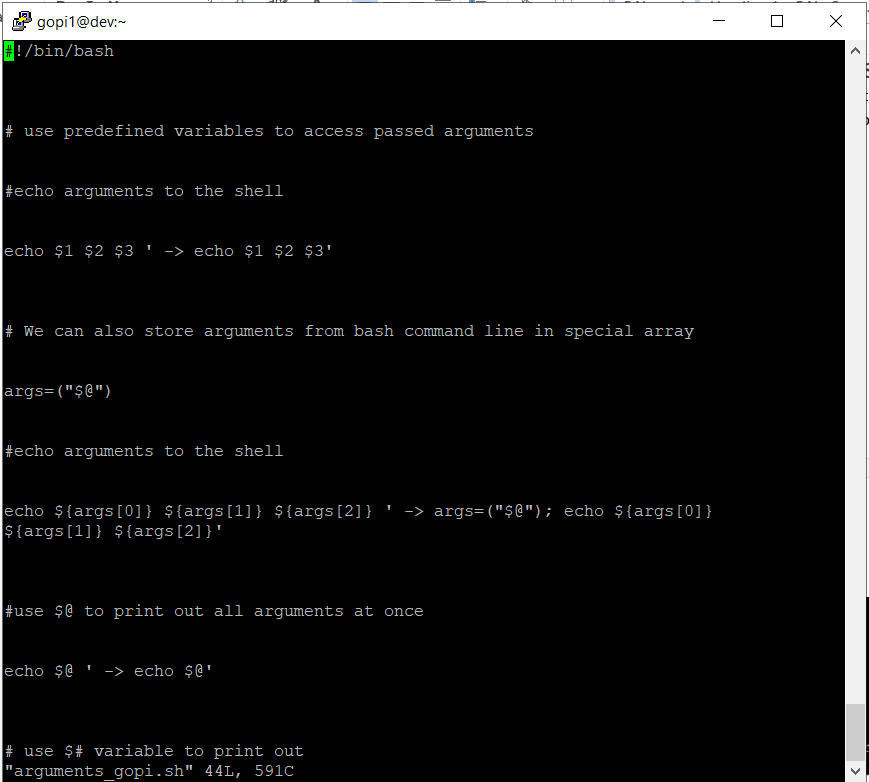 gopi1@dev:~
#!/bin/bash
# use predefined variables to access passed arguments
#echo arguments to the shell
echo $1 $2 $3 ' -> echo $1 $2 $3'
# We can also store arguments from bash command line in special array
args=("$@")
#echo arguments to the shell
echo ${args[0]} ${args[1]} ${args[2]} ' -> args=("$@"); echo ${args[0]}
${args[1]} ${args[2]}'
#use $@ to print out all arguments at once
echo $@ ' -> echo $@'
# use $# variable to print out
"arguments_gopi.sh" 44L, 591C